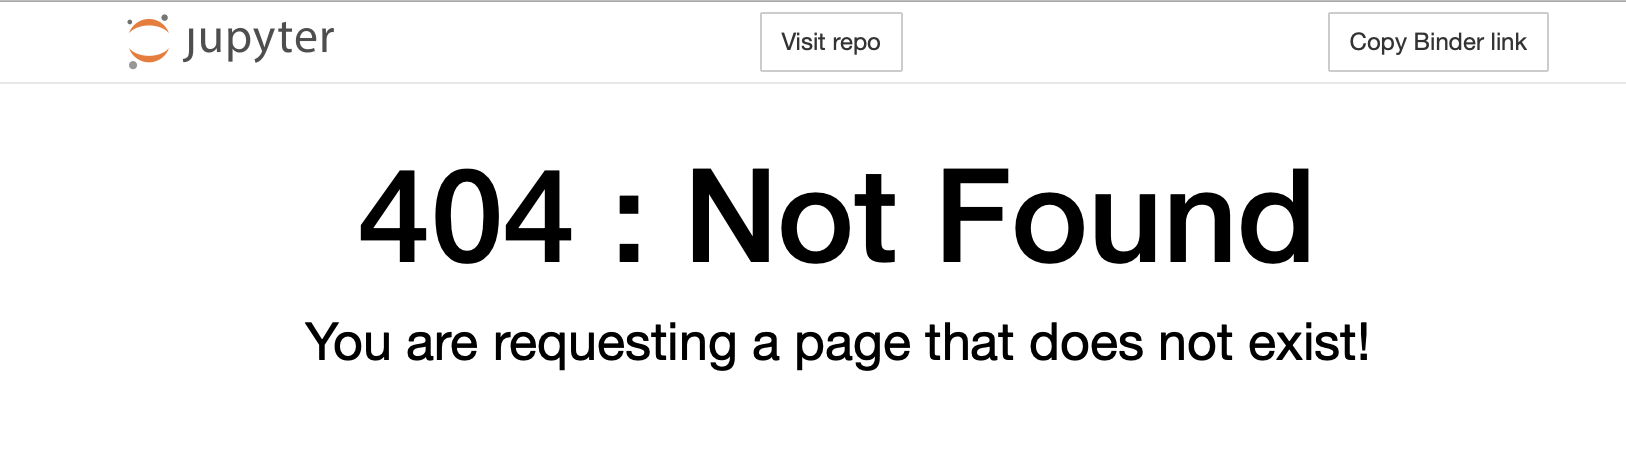 jupyter
Visit repo
Copy Binder link
404 : Not Found
You are requesting a page that does not exist!